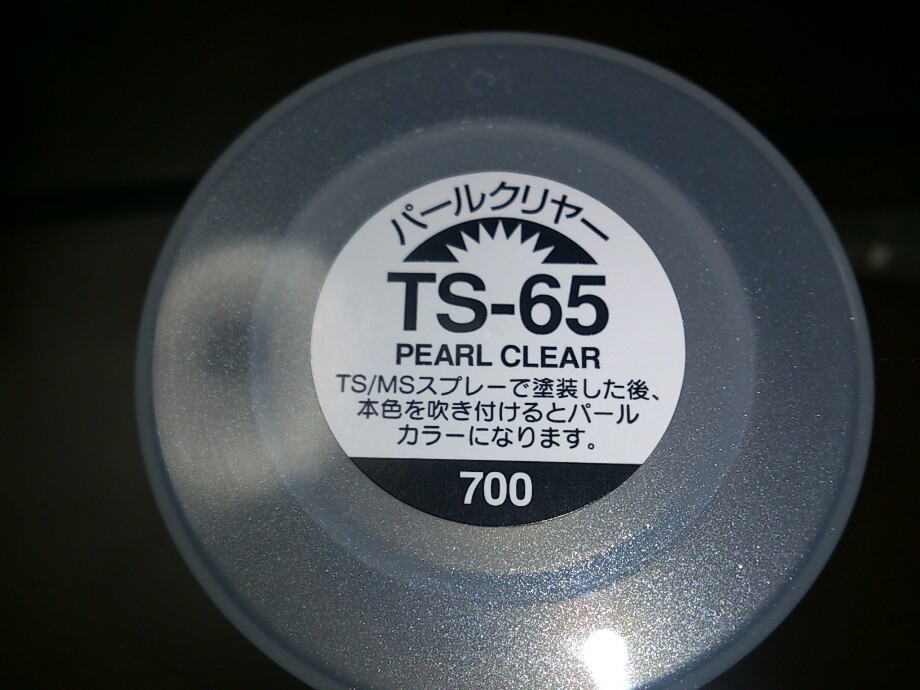 パールクリヤー
TS-65
PEARL CLEAR
TS/MSスプレーで塗装した後、
本色を吹き付けるとパール
カラーになります。
700